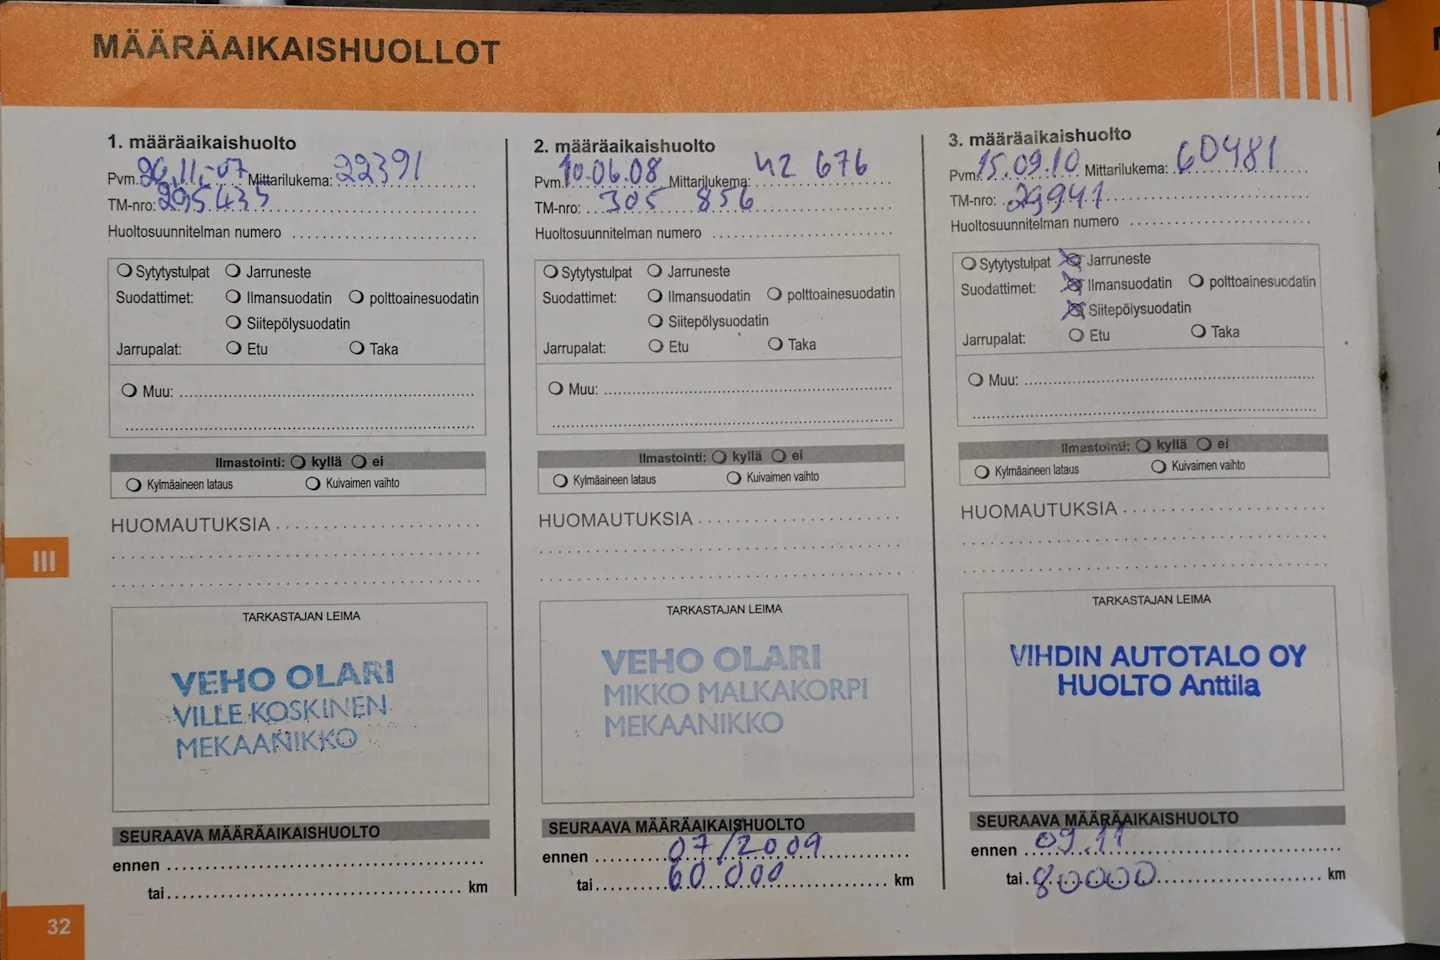 MÄÄRÄAIKAISHUOLLOT
1. määräaikaishuolto
Pvm. 26.11.-07 Mittarilukema: 22391
TM-nro: 295435
Huoltosuunnitelman numero
Sytytystulpat Jarruneste
Suodattimet: Ilmansuodatin polttoainesuodatin
Siitepölysuodatin
Jarrupalat: Etu Taka
Muu:
Ilmastointi: kyllä ei
Kylmäaineen lataus Kuivaimen vaihto
HUOMAUTUKSIA
TARKASTAJAN LEIMA
VEHO OLARI
VILLE KOSKINEN
MEKAANIKKO
SEURAAVA MÄÄRÄAIKAISHUOLTO
ennen
tai km
2. määräaikaishuolto
Pvm. 10.06.08 Mittarilukema: 42 676
TM-nro: 305 856
Huoltosuunnitelman numero
Sytytystulpat Jarruneste
Suodattimet: Ilmansuodatin polttoainesuodatin
Siitepölysuodatin
Jarrupalat: Etu Taka
Muu:
Ilmastointi: kyllä ei
Kylmäaineen lataus Kuivaimen vaihto
HUOMAUTUKSIA
TARKASTAJAN LEIMA
VEHO OLARI
MIKKO MALKAKORPI
MEKAANIKKO
SEURAAVA MÄÄRÄAIKAISHUOLTO
ennen 07/2009
tai 60 000 km
3. määräaikaishuolto
Pvm. 15.09.10 Mittarilukema: 60481
TM-nro: 29941
Huoltosuunnitelman numero
Sytytystulpat Jarruneste
Suodattimet: Ilmansuodatin polttoainesuodatin
Siitepölysuodatin
Jarrupalat: Etu Taka
Muu:
Ilmastointi: kyllä ei
Kylmäaineen lataus Kuivaimen vaihto
HUOMAUTUKSIA
TARKASTAJAN LEIMA
VIHDIN AUTOTALO OY
HUOLTO Anttila
SEURAAVA MÄÄRÄAIKAISHUOLTO
ennen 09.11
tai 80000 km
III
32